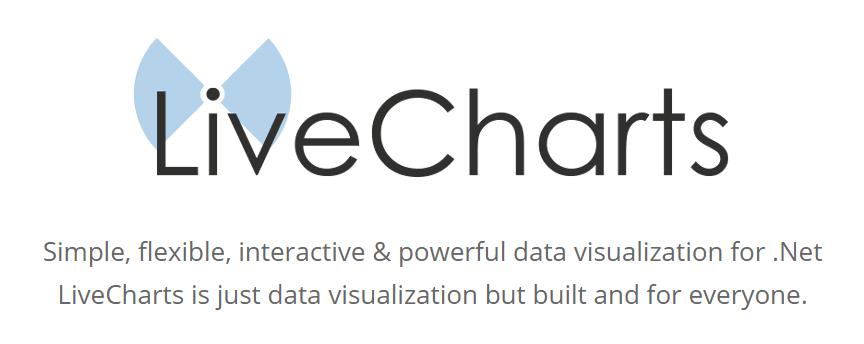 LiveCharts
Simple, flexible, interactive & powerful data visualization for .Net
LiveCharts is just data visualization but built and for everyone.